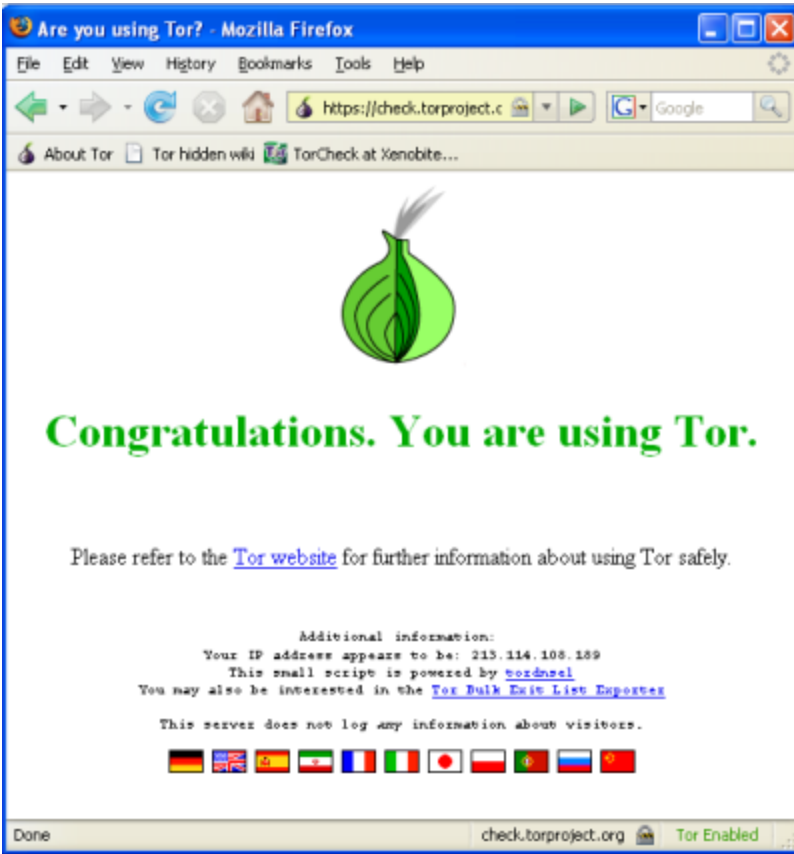 Are you using Tor? - Mozilla Firefox
File Edit View History Bookmarks Tools Help
https://check.torproject.c G Google
About Tor Tor hidden wiki TorCheck at Xenobite...
Congratulations. You are using Tor.
Please refer to the Tor website for further information about using Tor safely.
Additional information:
Your IP address appears to be: 213.114.108.189
This small script is powered by tordnsel
You may also be interested in the Tor Bulk Exit List Exporter
This server does not log any information about visitors.
Done check.torproject.org Tor Enabled